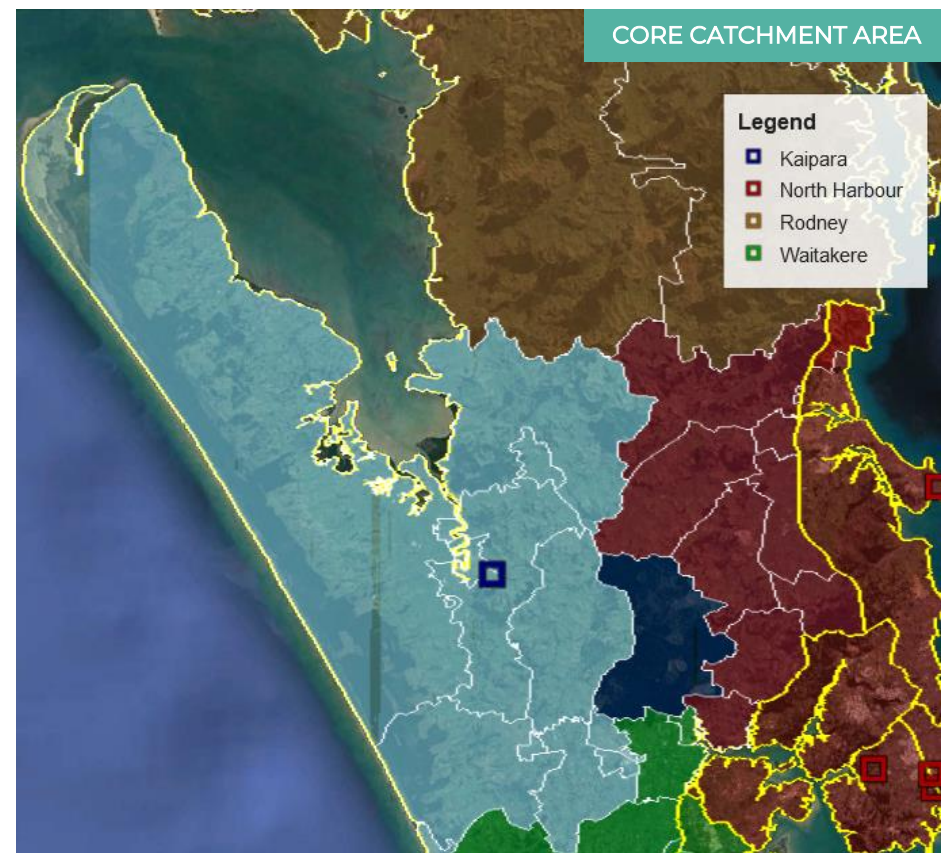 CORE CATCHMENT AREA
Legend
Kaipara
North Harbour
Rodney
Waitakere